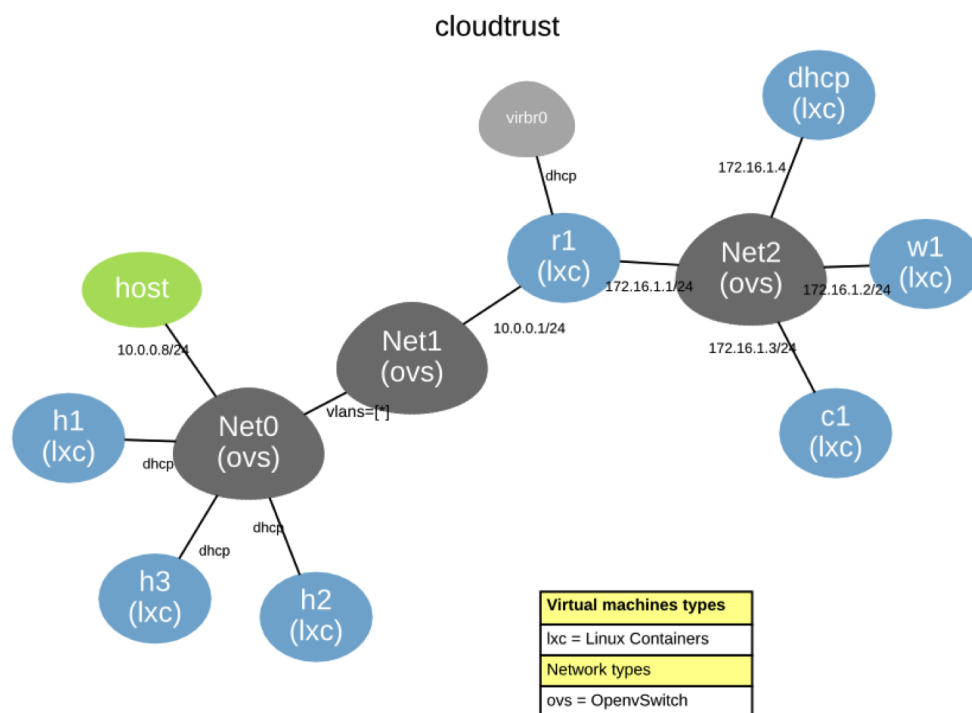 cloudtrust
dhcp
(lxc)
virbr0
dhcp
172.16.1.4
r1
(lxc)
Net2
(ovs)
w1
(lxc)
172.16.1.1/24
172.16.1.2/24
host
10.0.0.1/24
Net1
(ovs)
10.0.0.8/24
172.16.1.3/24
vlans=[*]
c1
(lxc)
h1
(lxc)
Net0
(ovs)
dhcp
dhcp
dhcp
h3
(lxc)
h2
(lxc)
Virtual machines types
lxc = Linux Containers
Network types
ovs = OpenvSwitch